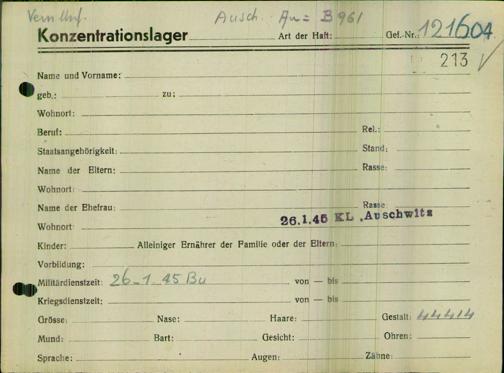 Ausch. Au = B 961
Konzentrationslager Art der Haft: Gef.-Nr. 121604
213
Name und Vorname:
geb.: zu:
Wohnort:
Beruf: Rel.:
Staatsangehörigkeit: Stand:
Name der Eltern: Rasse:
Wohnort:
Name der Ehefrau: Rasse:
26.1.45 KL. Auschwitz
Wohnort
Kinder: Alleiniger Ernährer der Familie oder der Eltern:
Vorbildung:
Militärdienstzeit: 26-1-45 Bu von — bis
Kriegsdienstzeit: von — bis
Grösse: Nase: Haare: Gestalt: 44414
Mund: Bart: Gesicht: Ohren:
Sprache: Augen: Zähne: